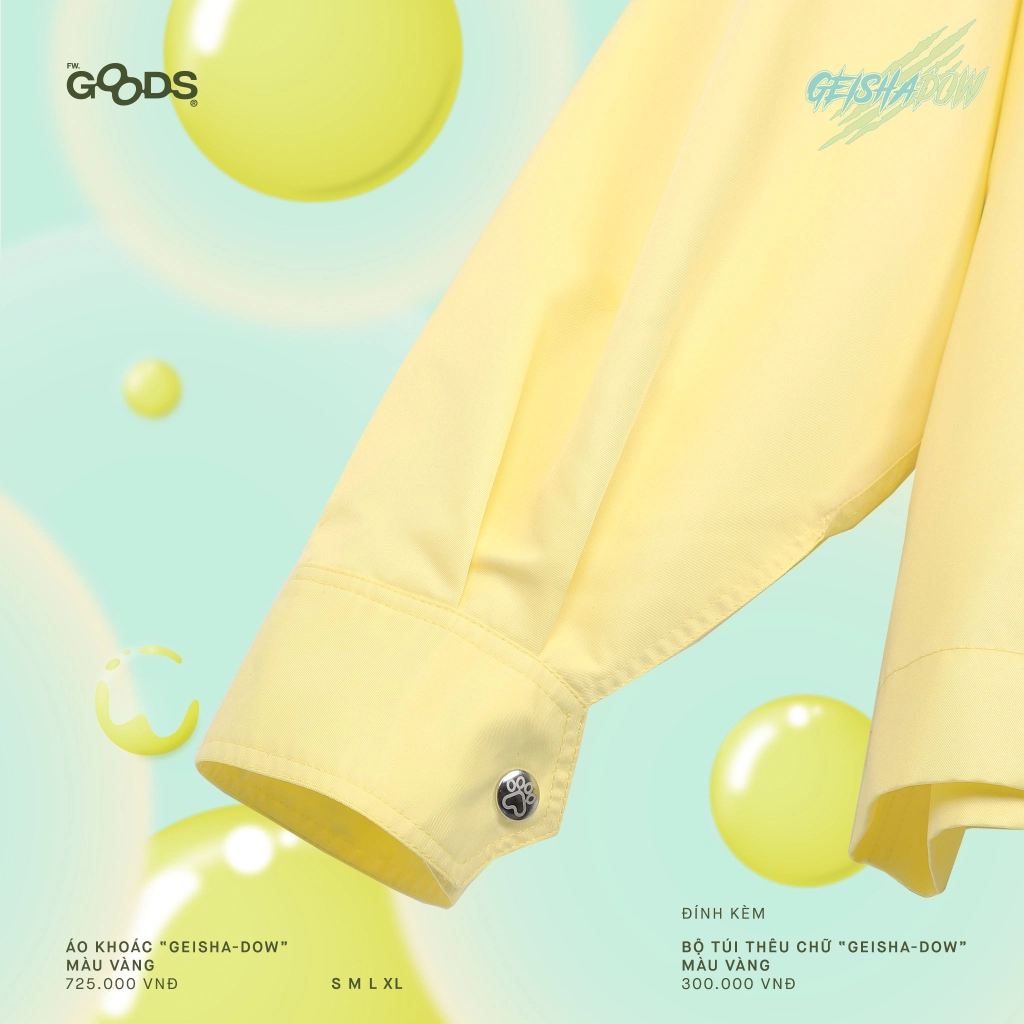 FW.
GOODS®
GEISHADOW
ÁO KHOÁC "GEISHA-DOW"
MÀU VÀNG
725.000 VNĐ
S M L XL
ĐÍNH KÈM
BỘ TÚI THÊU CHỮ "GEISHA-DOW"
MÀU VÀNG
300.000 VNĐ